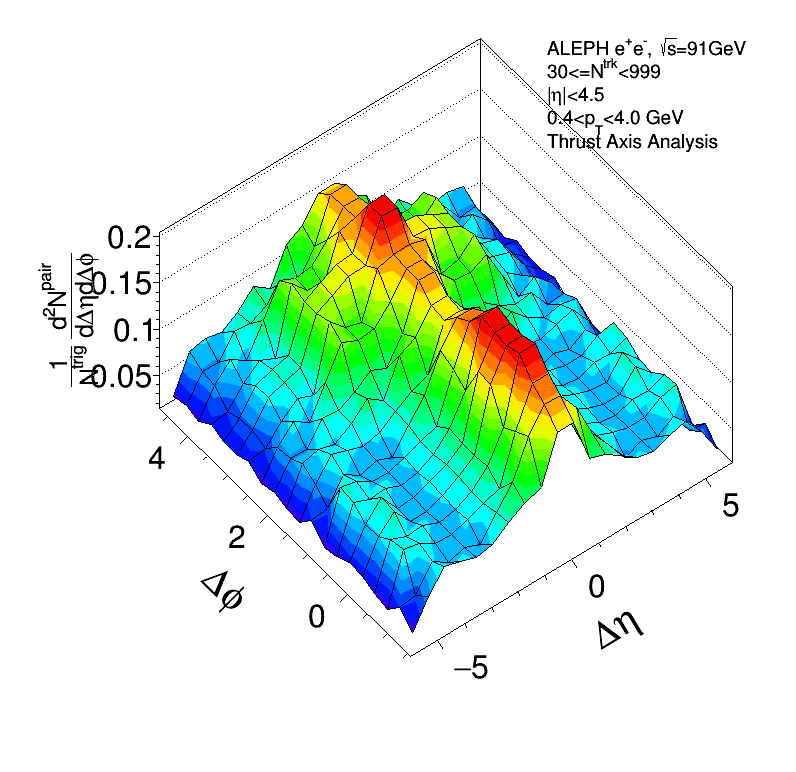 ALEPH e⁺e⁻, √s=91GeV
30<=Nᵗʳᵏ<999
|η|<4.5
0.4<p_T<4.0 GeV
Thrust Axis Analysis
1/N^trig d²N^pair/dΔηdΔφ
0.2
0.15
0.1
0.05
4
2
0
Δϕ
−5
0
5
Δη